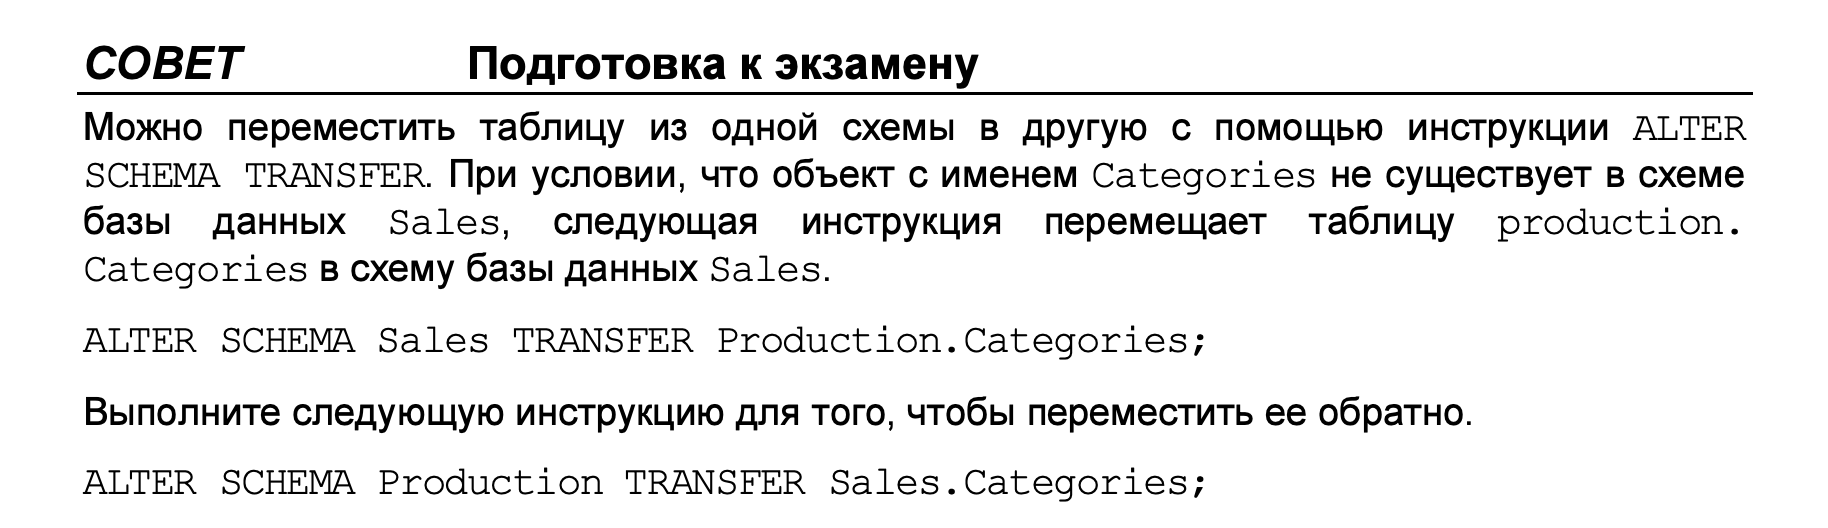 СОВЕТ Подготовка к экзамену
Можно переместить таблицу из одной схемы в другую с помощью инструкции ALTER
SCHEMA TRANSFER. При условии, что объект с именем Categories не существует в схеме
базы данных Sales, следующая инструкция перемещает таблицу production.
Categories в схему базы данных Sales.
ALTER SCHEMA Sales TRANSFER Production.Categories;
Выполните следующую инструкцию для того, чтобы переместить ее обратно.
ALTER SCHEMA Production TRANSFER Sales.Categories;